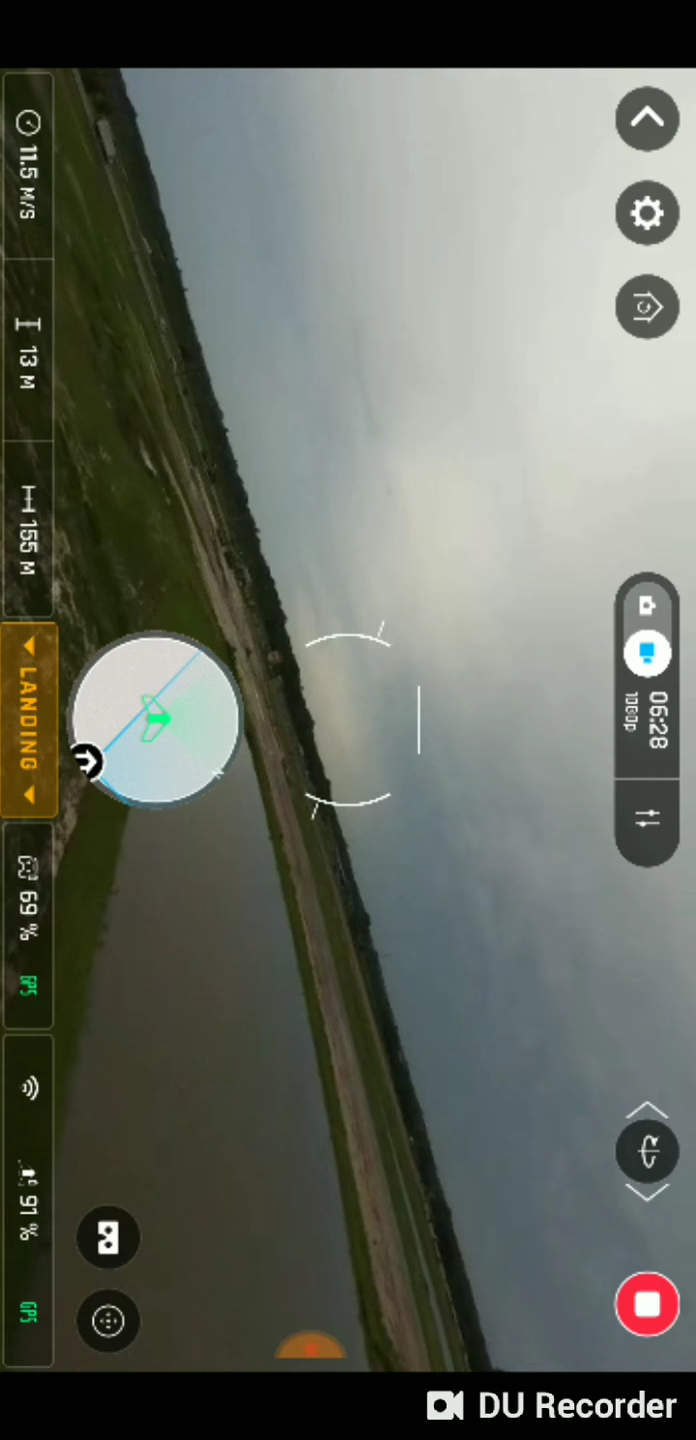 11.5 M/S
13 M
155 M
LANDING
69 %
GPS
91 %
GPS
06:28
1080p
DU Recorder